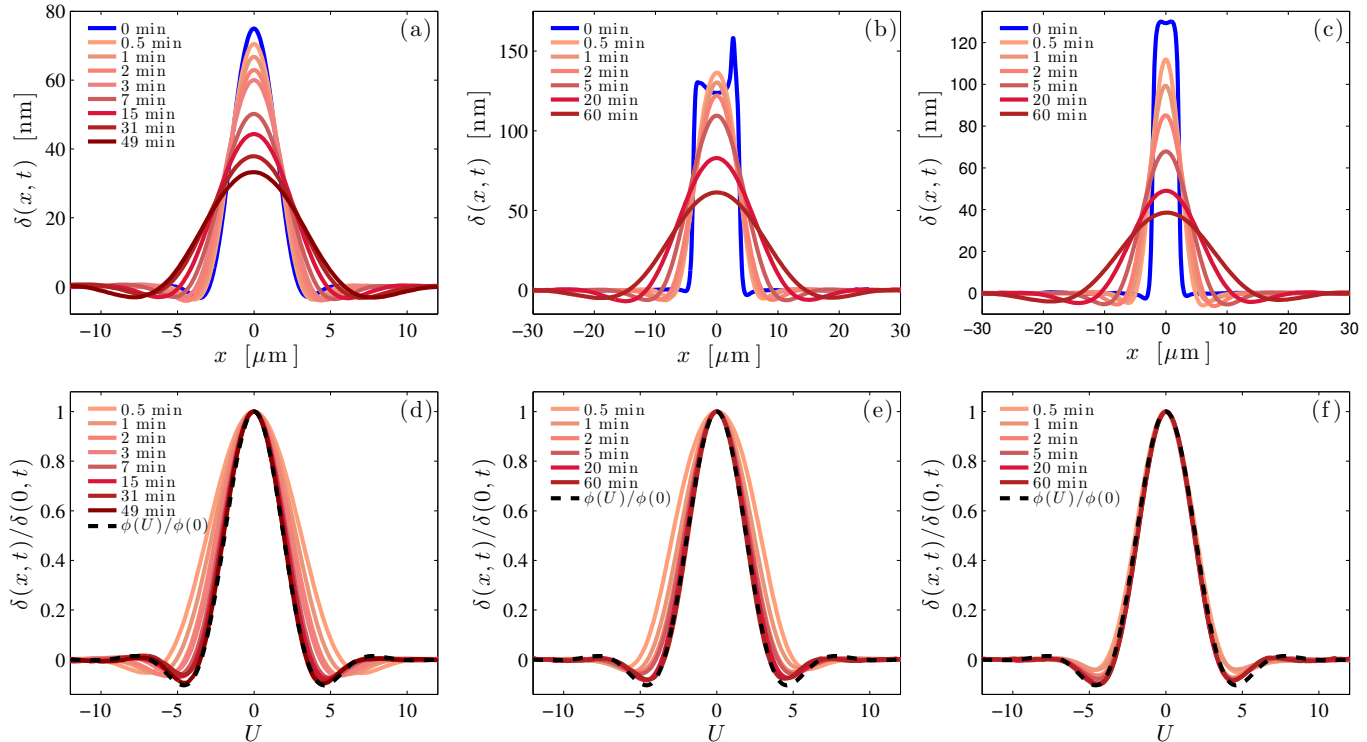 (a)
0 min
0.5 min
1 min
2 min
3 min
7 min
15 min
31 min
49 min
80
60
40
20
0
δ(x, t) [nm]
−10 −5 0 5 10
x [μm]
(b)
0 min
0.5 min
1 min
2 min
5 min
20 min
60 min
150
100
50
0
δ(x, t) [nm]
−30 −20 −10 0 10 20 30
x [μm]
(c)
0 min
0.5 min
1 min
2 min
5 min
20 min
60 min
120
100
80
60
40
20
0
δ(x, t) [nm]
−30 −20 −10 0 10 20 30
x [μm]
(d)
0.5 min
1 min
2 min
3 min
7 min
15 min
31 min
49 min
ϕ(U)/ϕ(0)
1
0.8
0.6
0.4
0.2
0
δ(x, t)/δ(0, t)
−10 −5 0 5 10
U
(e)
0.5 min
1 min
2 min
5 min
20 min
60 min
ϕ(U)/ϕ(0)
1
0.8
0.6
0.4
0.2
0
δ(x, t)/δ(0, t)
−10 −5 0 5 10
U
(f)
0.5 min
1 min
2 min
5 min
20 min
60 min
ϕ(U)/ϕ(0)
1
0.8
0.6
0.4
0.2
0
δ(x, t)/δ(0, t)
−10 −5 0 5 10
U